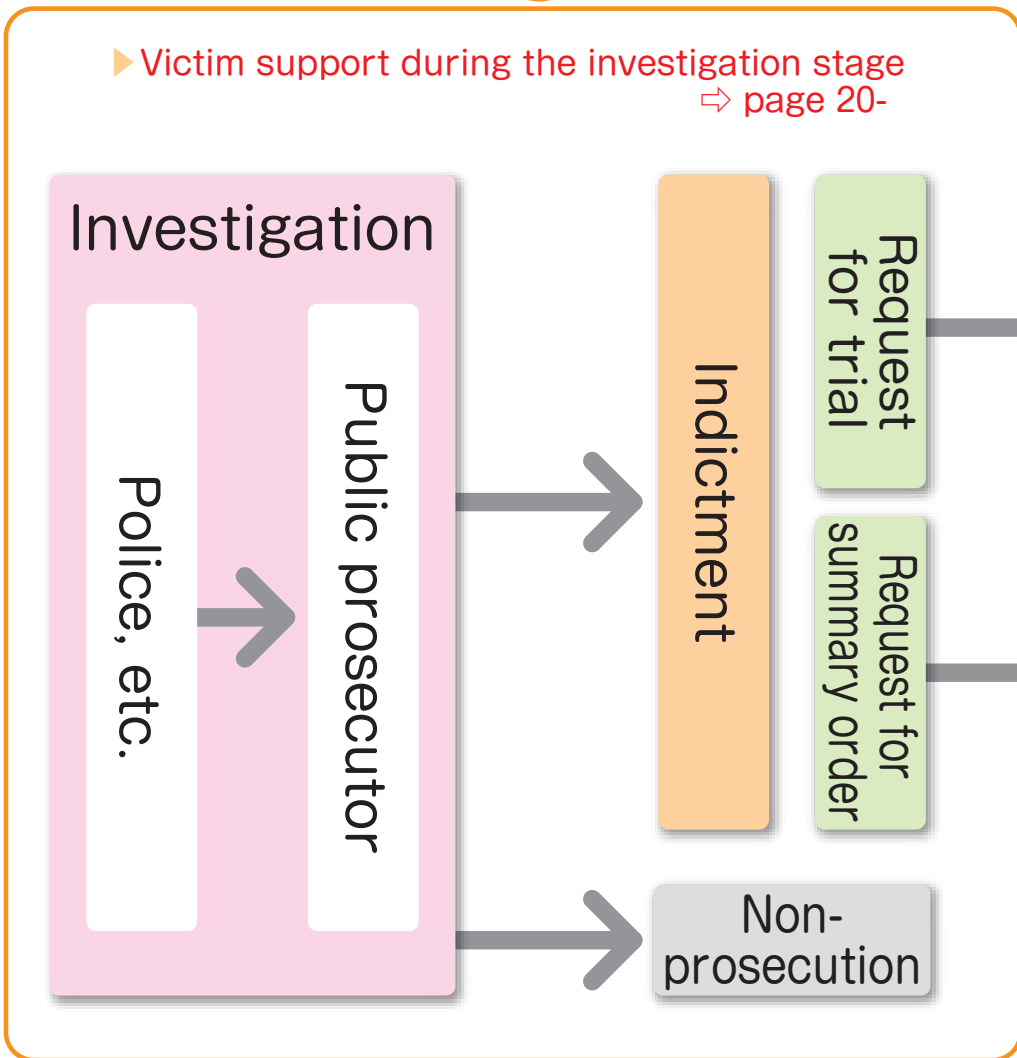 ▶Victim support during the investigation stage
⇨ page 20-
Investigation
Police, etc.
Public prosecutor
Indictment
Request
for trial
Request for
summary order
Non-
prosecution